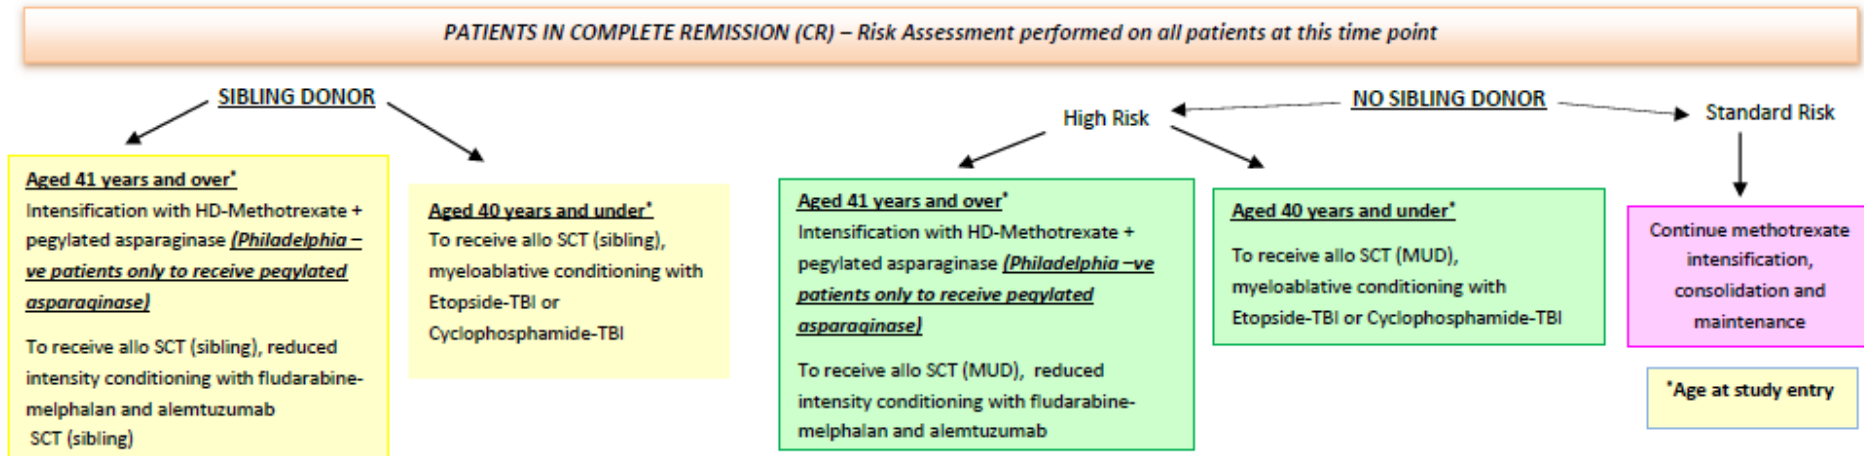 PATIENTS IN COMPLETE REMISSION (CR) – Risk Assessment performed on all patients at this time point
SIBLING DONOR
Aged 41 years and over*
Intensification with HD-Methotrexate +
pegylated asparaginase (Philadelphia –
ve patients only to receive pegylated
asparaginase)
To receive allo SCT (sibling), reduced
intensity conditioning with fludarabine-
melphalan and alemtuzumab
SCT (sibling)
Aged 40 years and under*
To receive allo SCT (sibling),
myeloablative conditioning with
Etopside-TBI or
Cyclophosphamide-TBI
NO SIBLING DONOR
High Risk
Aged 41 years and over*
Intensification with HD-Methotrexate +
pegylated asparaginase (Philadelphia –ve
patients only to receive pegylated
asparaginase)
To receive allo SCT (MUD), reduced
intensity conditioning with fludarabine-
melphalan and alemtuzumab
Aged 40 years and under*
To receive allo SCT (MUD),
myeloablative conditioning with
Etopside-TBI or Cyclophosphamide-TBI
Standard Risk
Continue methotrexate
intensification,
consolidation and
maintenance
*Age at study entry